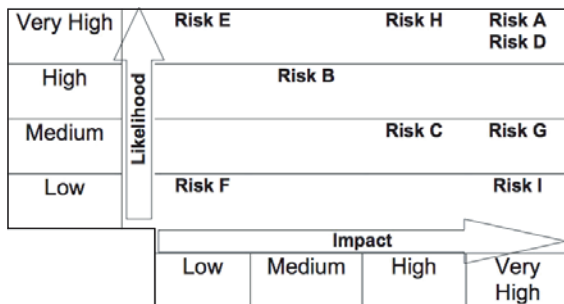 Very High Risk E Risk H Risk A
Risk D
High Risk B
Medium Risk C Risk G
Low Risk F Risk I
Likelihood
Impact
Low Medium High Very
High